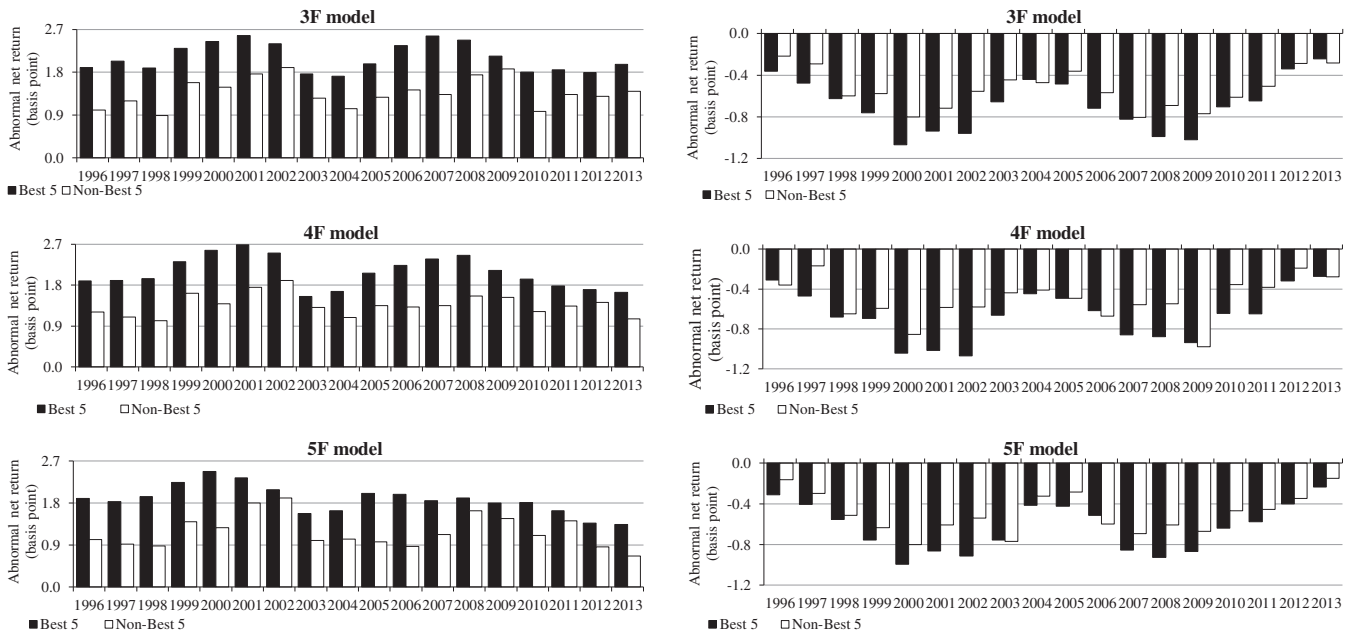 3F model
Abnormal net return
(basis point)
2.7
1.8
0.9
0.0
1996 1997 1998 1999 2000 2001 2002 2003 2004 2005 2006 2007 2008 2009 2010 2011 2012 2013
Best 5 Non-Best 5
3F model
Abnormal net return
(basis point)
0.0
-0.4
-0.8
-1.2
1996 1997 1998 1999 2000 2001 2002 2003 2004 2005 2006 2007 2008 2009 2010 2011 2012 2013
Best 5 Non-Best 5
4F model
Abnormal net return
(basis point)
2.7
1.8
0.9
0.0
1996 1997 1998 1999 2000 2001 2002 2003 2004 2005 2006 2007 2008 2009 2010 2011 2012 2013
Best 5 Non-Best 5
4F model
Abnormal net return
(basis point)
0.0
-0.4
-0.8
-1.2
1996 1997 1998 1999 2000 2001 2002 2003 2004 2005 2006 2007 2008 2009 2010 2011 2012 2013
Best 5 Non-Best 5
5F model
Abnormal net return
(basis point)
2.7
1.8
0.9
0.0
1996 1997 1998 1999 2000 2001 2002 2003 2004 2005 2006 2007 2008 2009 2010 2011 2012 2013
Best 5 Non-Best 5
5F model
Abnormal net return
(basis point)
0.0
-0.4
-0.8
-1.2
1996 1997 1998 1999 2000 2001 2002 2003 2004 2005 2006 2007 2008 2009 2010 2011 2012 2013
Best 5 Non-Best 5